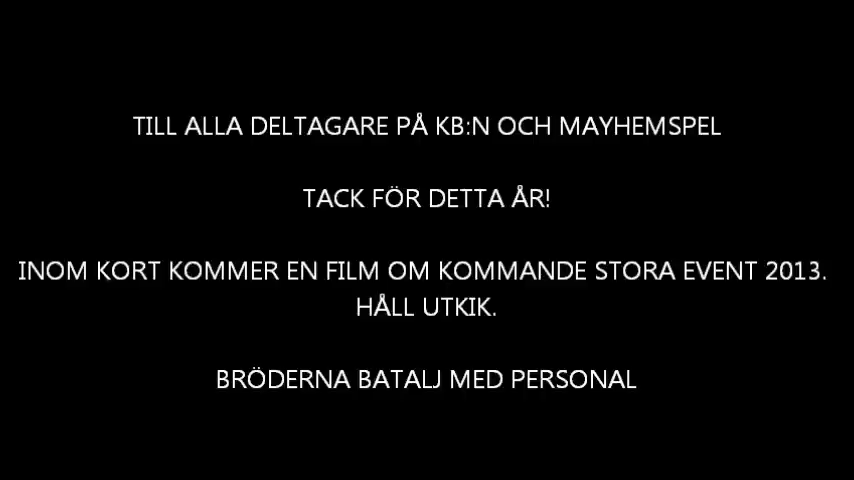 TILL ALLA DELTAGARE PÅ KB:N OCH MAYHEMSPEL
TACK FÖR DETTA ÅR!
INOM KORT KOMMER EN FILM OM KOMMANDE STORA EVENT 2013.
HÅLL UTKIK.
BRÖDERNA BATALJ MED PERSONAL